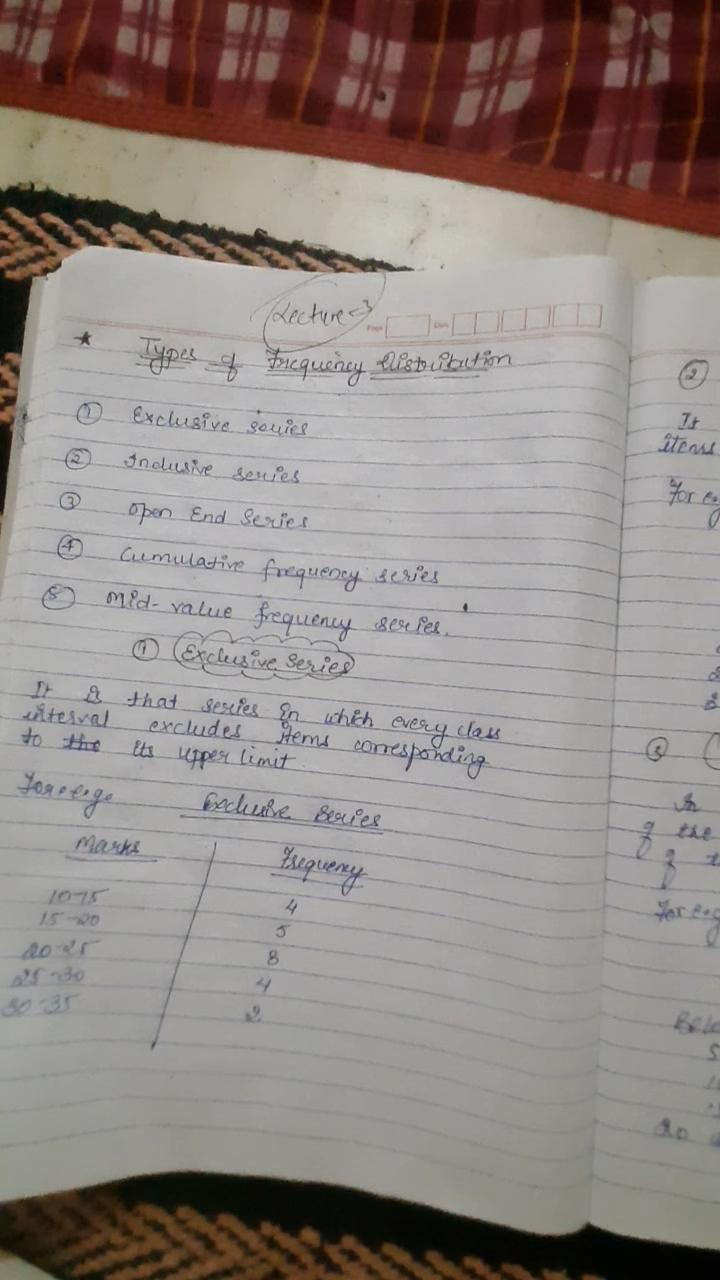 Lecture-3
Page Date
* Types of Frequency Distribution
① Exclusive series
② Inclusive series
③ Open End Series
④ Cumulative frequency series
⑤ Mid-value frequency series.
① Exclusive Series
It is that series in which every class
interval excludes items corresponding
to the its upper limit.
For e.g.
Exclusive series
Marks Frequency
10-15 4
15-20 5
20-25 8
25-30 4
30-35 2
②
It
items
For eg
③
In
of the
of
For eg
20